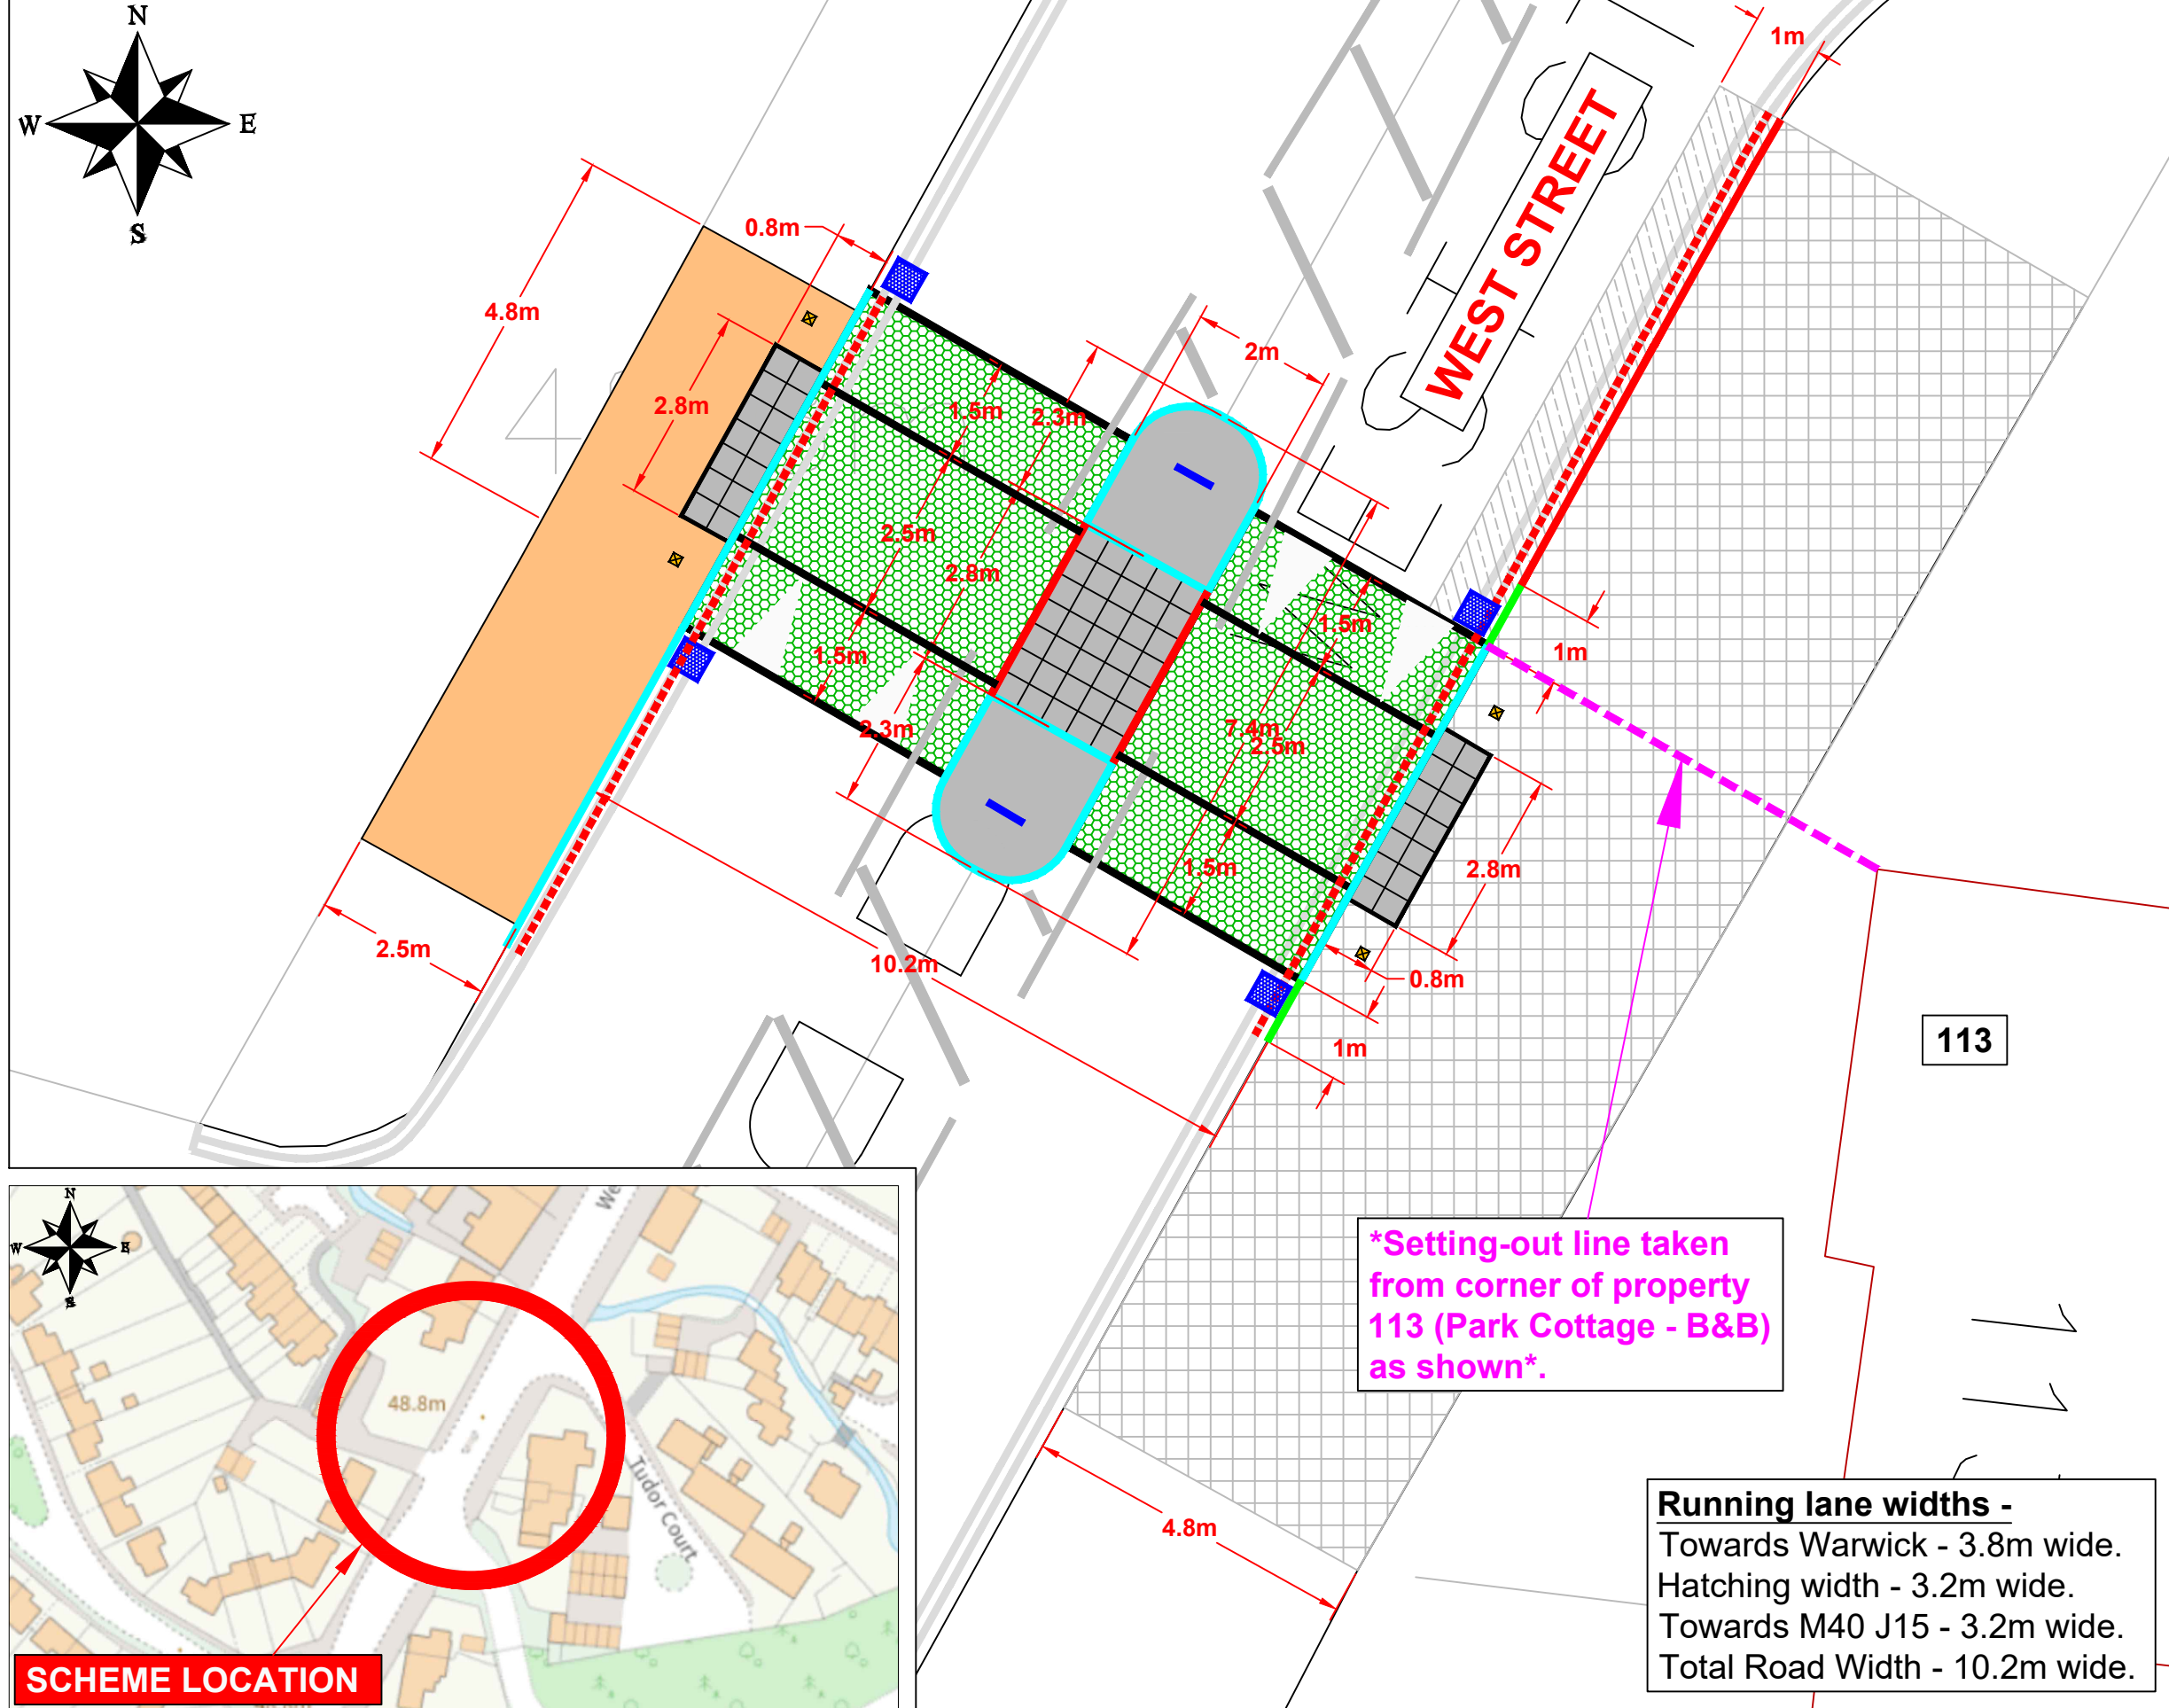 N
W
E
S
1m
0.8m
WEST STREET
4.8m
2m
2.8m
1.5m
2.3m
2.5m
2.8m
1.5m
1.5m
1m
2.3m
7.4m
2.5m
1.5m
2.8m
2.5m
10.2m
0.8m
1m
113
N
W
E
S
We
48.8m
Tudor Court
SCHEME LOCATION
*Setting-out line taken
from corner of property
113 (Park Cottage - B&B)
as shown*.
4.8m
Running lane widths -
Towards Warwick - 3.8m wide.
Hatching width - 3.2m wide.
Towards M40 J15 - 3.2m wide.
Total Road Width - 10.2m wide.